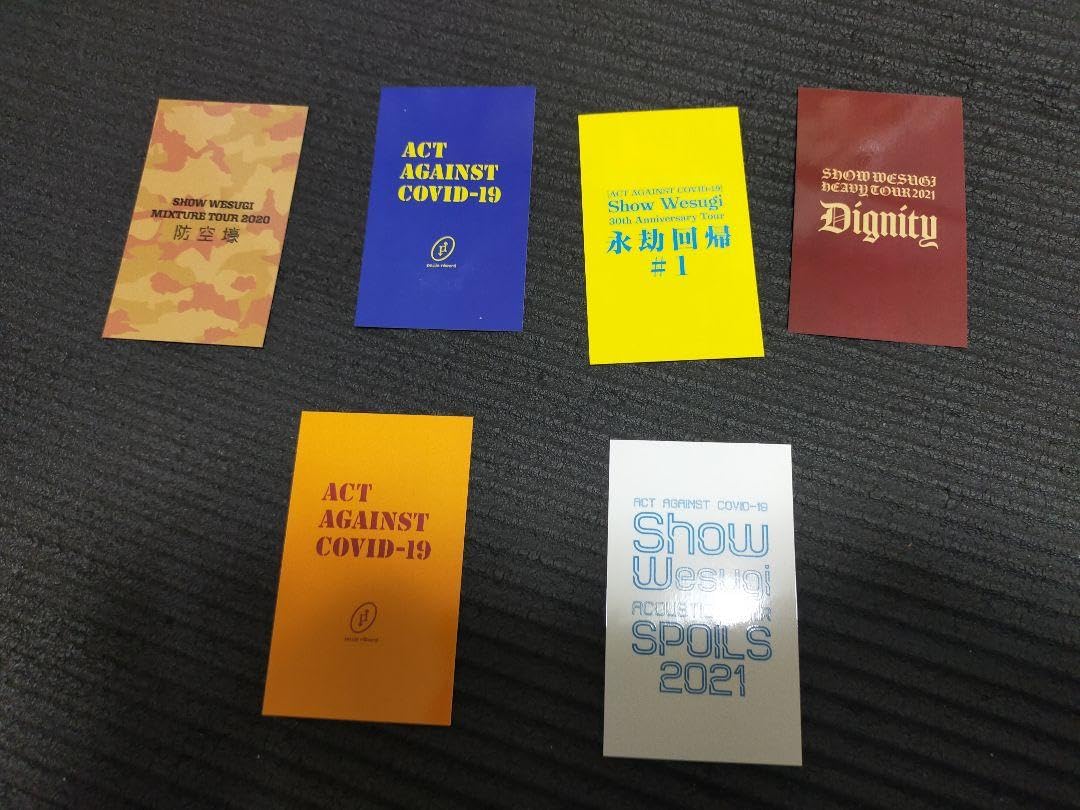 SHOW WESUGI
MIXTURE TOUR 2020
防空壕
ACT
AGAINST
COVID-19
[ACT AGAINST COVID-19]
Show Wesugi
30th Anniversary Tour
永劫回帰
#1
SHOW WESUGI
HEAVY TOUR 2021
Dignity
ACT
AGAINST
COVID-19
ACT AGAINST COVID-19
Show
Wesugi
ACOUSTIC
SPOILS
2021